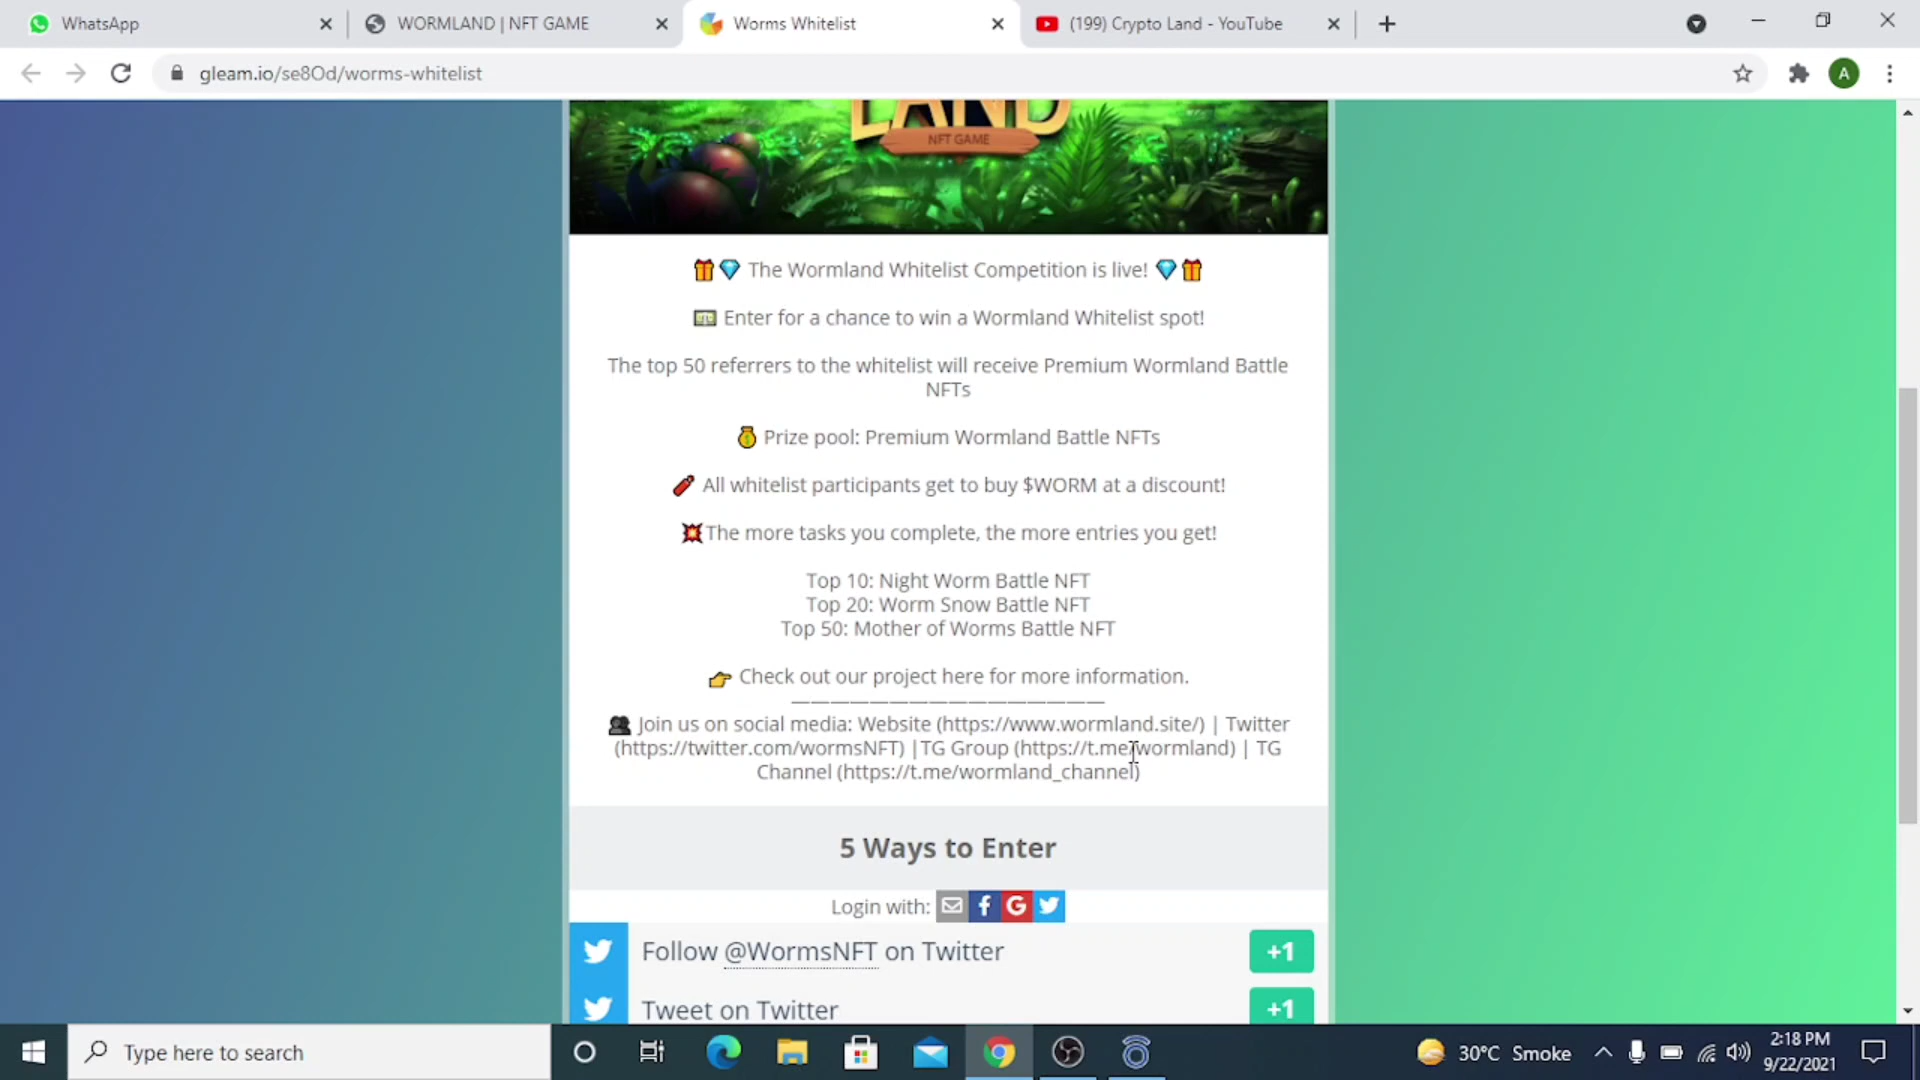 WhatsApp
WORMLAND | NFT GAME
Worms Whitelist
(199) Crypto Land - YouTube
gleam.io/se8Od/worms-whitelist
A
LAND
NFT GAME
The Wormland Whitelist Competition is live!
Enter for a chance to win a Wormland Whitelist spot!
The top 50 referrers to the whitelist will receive Premium Wormland Battle
NFTs
Prize pool: Premium Wormland Battle NFTs
All whitelist participants get to buy $WORM at a discount!
The more tasks you complete, the more entries you get!
Top 10: Night Worm Battle NFT
Top 20: Worm Snow Battle NFT
Top 50: Mother of Worms Battle NFT
Check out our project here for more information.
————————————————
Join us on social media: Website (https://www.wormland.site/) | Twitter
(https://twitter.com/wormsNFT) |TG Group (https://t.me/wormland) | TG
Channel (https://t.me/wormland_channel)
5 Ways to Enter
Login with:
Follow @WormsNFT on Twitter +1
Tweet on Twitter +1
Type here to search
30°C Smoke
2:18 PM
9/22/2021